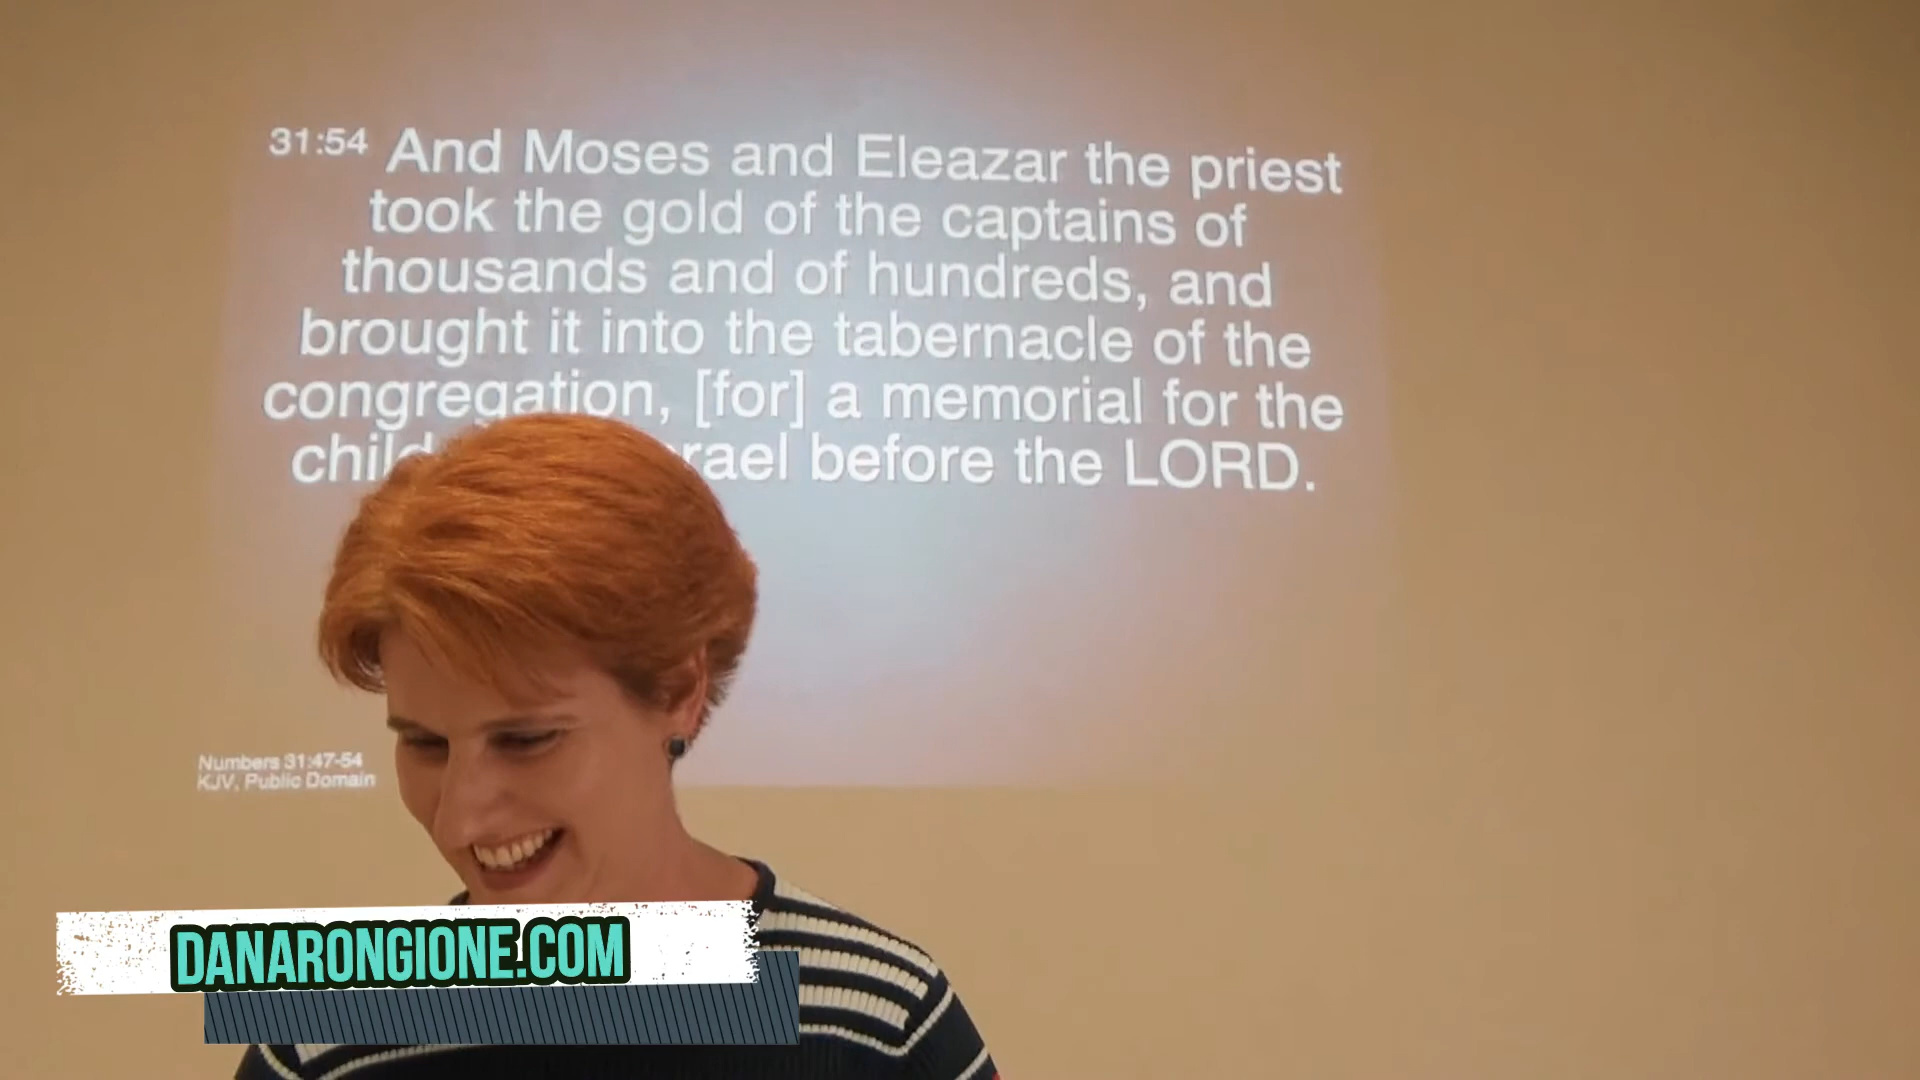 31:54 And Moses and Eleazar the priest
took the gold of the captains of
thousands and of hundreds, and
brought it into the tabernacle of the
congregation, [for] a memorial for the
before the LORD.
Numbers 31:47-54
KJV, Public Domain
DANARONGIONE.COM